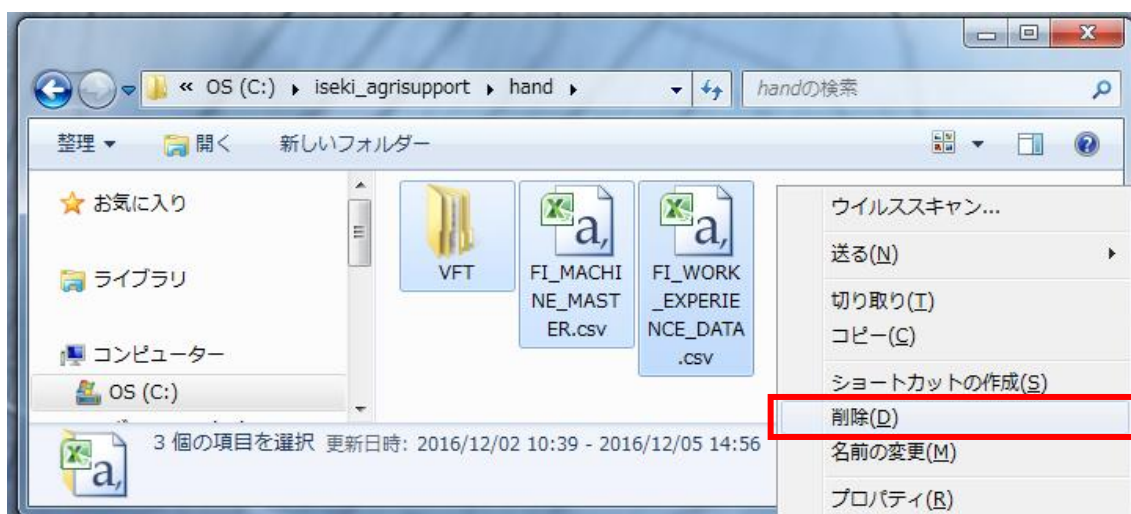 « OS (C:) ▸ iseki_agrisupport ▸ hand ▸
handの検索
整理 ▼ 開く 新しいフォルダー
お気に入り
ライブラリ
コンピューター
OS (C:)
VFT
FI_MACHI
NE_MAST
ER.csv
FI_WORK
_EXPERIE
NCE_DATA
.csv
3 個の項目を選択 更新日時: 2016/12/02 10:39 - 2016/12/05 14:56
ウイルススキャン...
送る(N)
切り取り(T)
コピー(C)
ショートカットの作成(S)
削除(D)
名前の変更(M)
プロパティ(R)